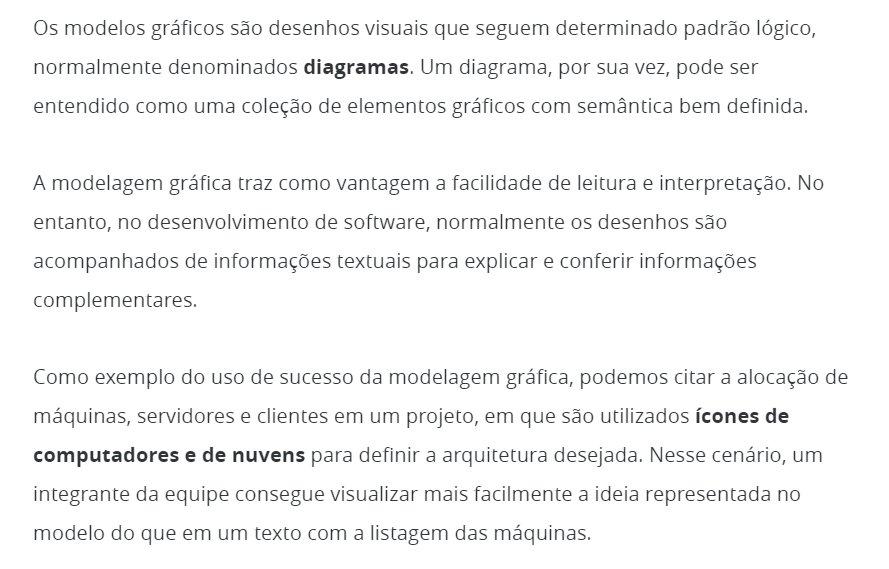 Os modelos gráficos são desenhos visuais que seguem determinado padrão lógico,
normalmente denominados diagramas. Um diagrama, por sua vez, pode ser
entendido como uma coleção de elementos gráficos com semântica bem definida.
A modelagem gráfica traz como vantagem a facilidade de leitura e interpretação. No
entanto, no desenvolvimento de software, normalmente os desenhos são
acompanhados de informações textuais para explicar e conferir informações
complementares.
Como exemplo do uso de sucesso da modelagem gráfica, podemos citar a alocação de
máquinas, servidores e clientes em um projeto, em que são utilizados ícones de
computadores e de nuvens para definir a arquitetura desejada. Nesse cenário, um
integrante da equipe consegue visualizar mais facilmente a ideia representada no
modelo do que em um texto com a listagem das máquinas.